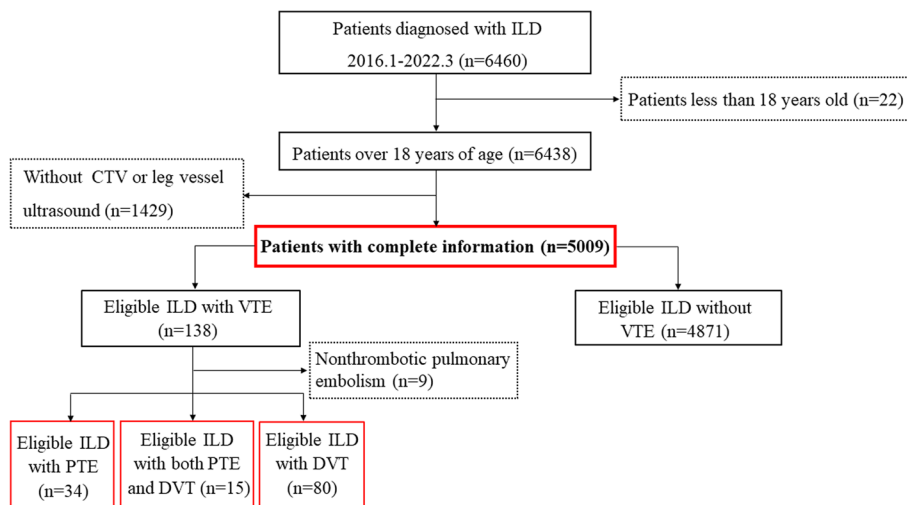 Patients diagnosed with ILD
2016.1-2022.3 (n=6460)
Patients less than 18 years old (n=22)
Patients over 18 years of age (n=6438)
Without CTV or leg vessel
ultrasound (n=1429)
Patients with complete information (n=5009)
Eligible ILD with VTE
(n=138)
Eligible ILD without
VTE (n=4871)
Nonthrombotic pulmonary
embolism (n=9)
Eligible ILD
with PTE
(n=34)
Eligible ILD
with both PTE
and DVT (n=15)
Eligible ILD
with DVT
(n=80)